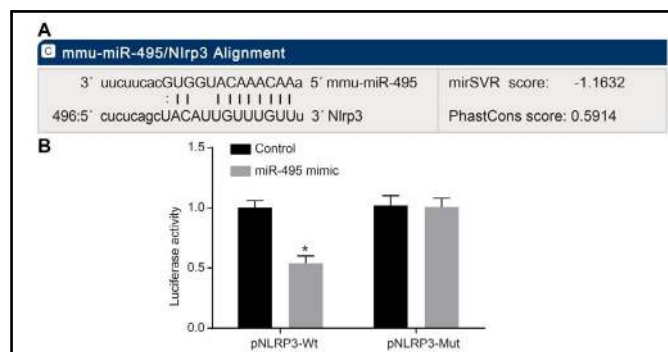 A
C mmu-miR-495/Nlrp3 Alignment
3´ uucuucacGUGGUACAAACAAa 5´ mmu-miR-495
: | | | | | | | | | |
496:5´ cucucagcUACAUUGUUUGUUu 3´ Nlrp3
mirSVR score: -1.1632
PhastCons score: 0.5914
B
Control
miR-495 mimic
Luciferase activity
1.5
1.0
0.5
0.0
*
pNLRP3-Wt
pNLRP3-Mut